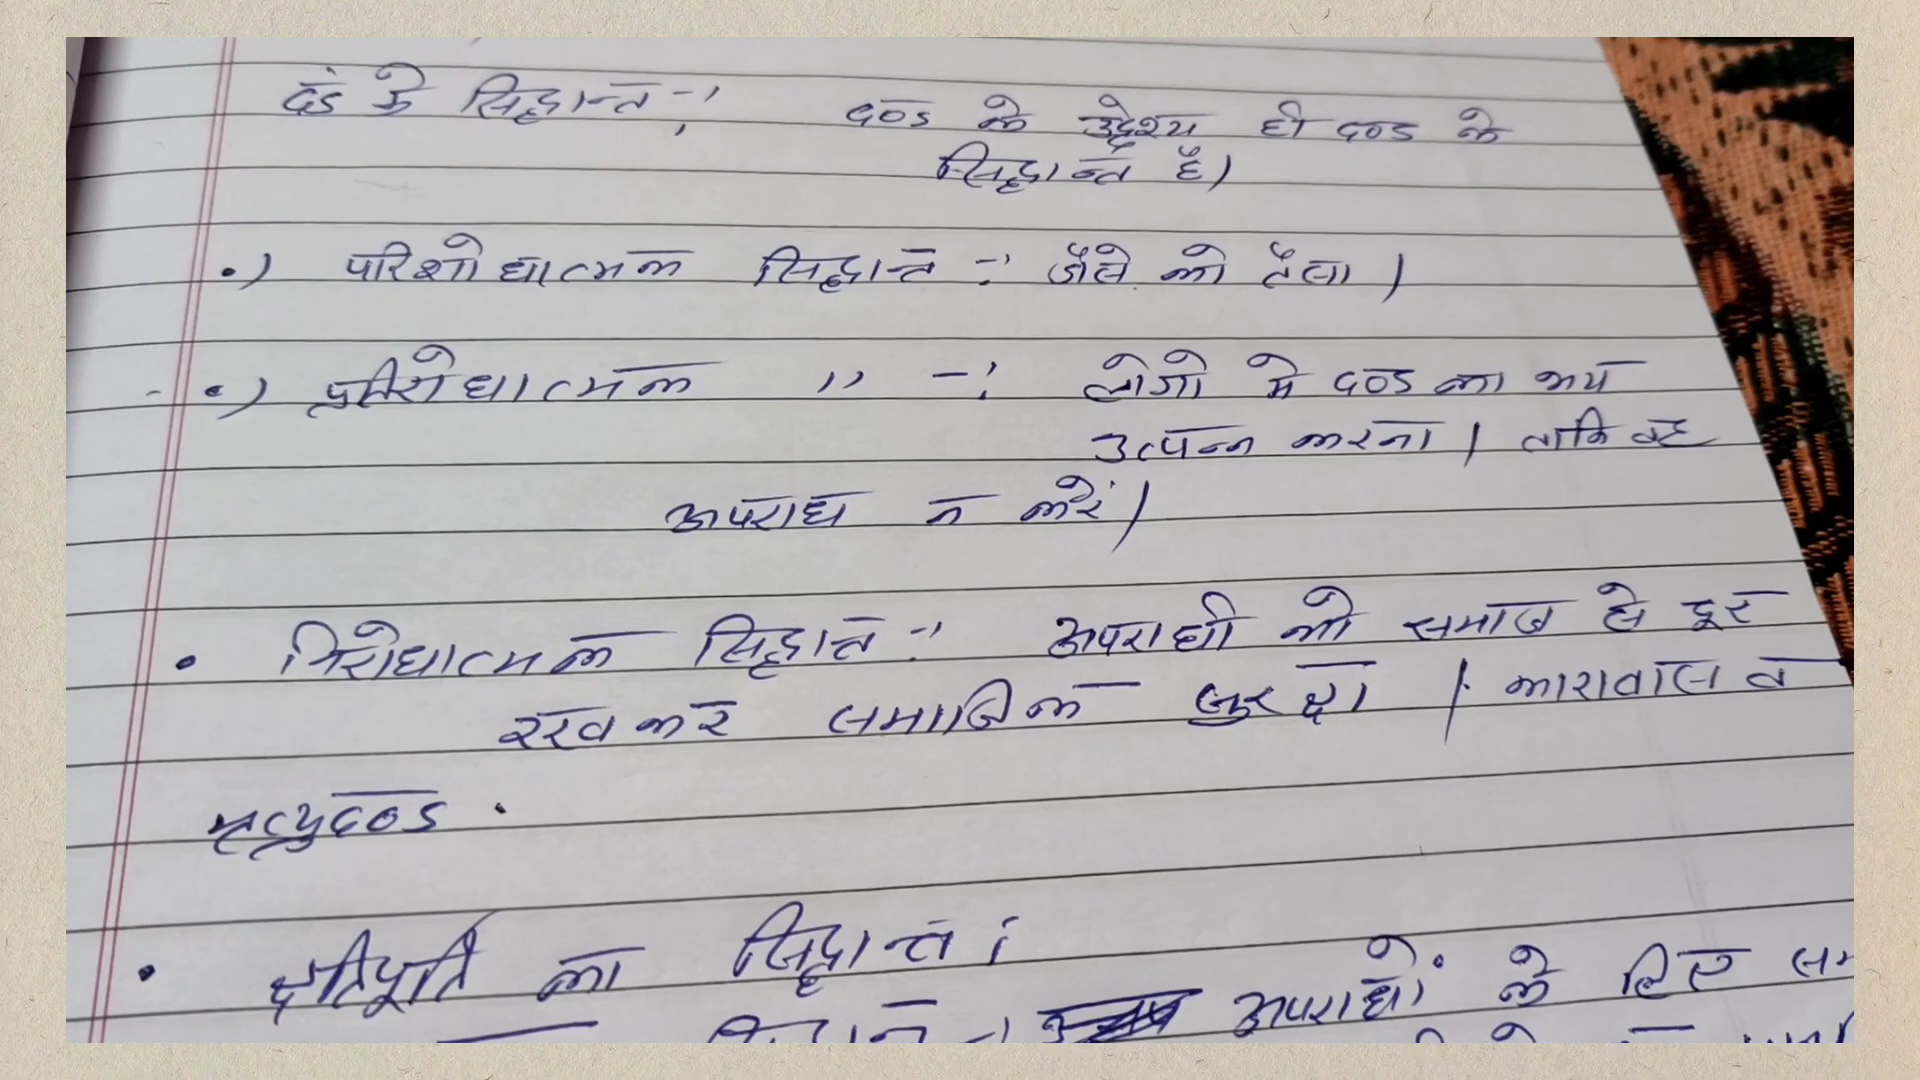 दंड के सिद्धान्त -: दण्ड के उद्देश्य ही दण्ड के
सिद्धान्त है।
•) परिशोधात्मक सिद्धान्त -: जैसे को तैसा।
•) प्रतिरोधात्मक ,, -: लोगो मे दण्ड का भय
उत्पन्न करना। ताकि वह
अपराध न करें।
• निरोधात्मक सिद्धांत -: अपराधी को समाज से दूर
रखकर समाजिक सुरक्षा। कारावास व
मृत्युदण्ड .
• क्षतिपूर्ति का सिद्धान्त :
अपराधों के लिए